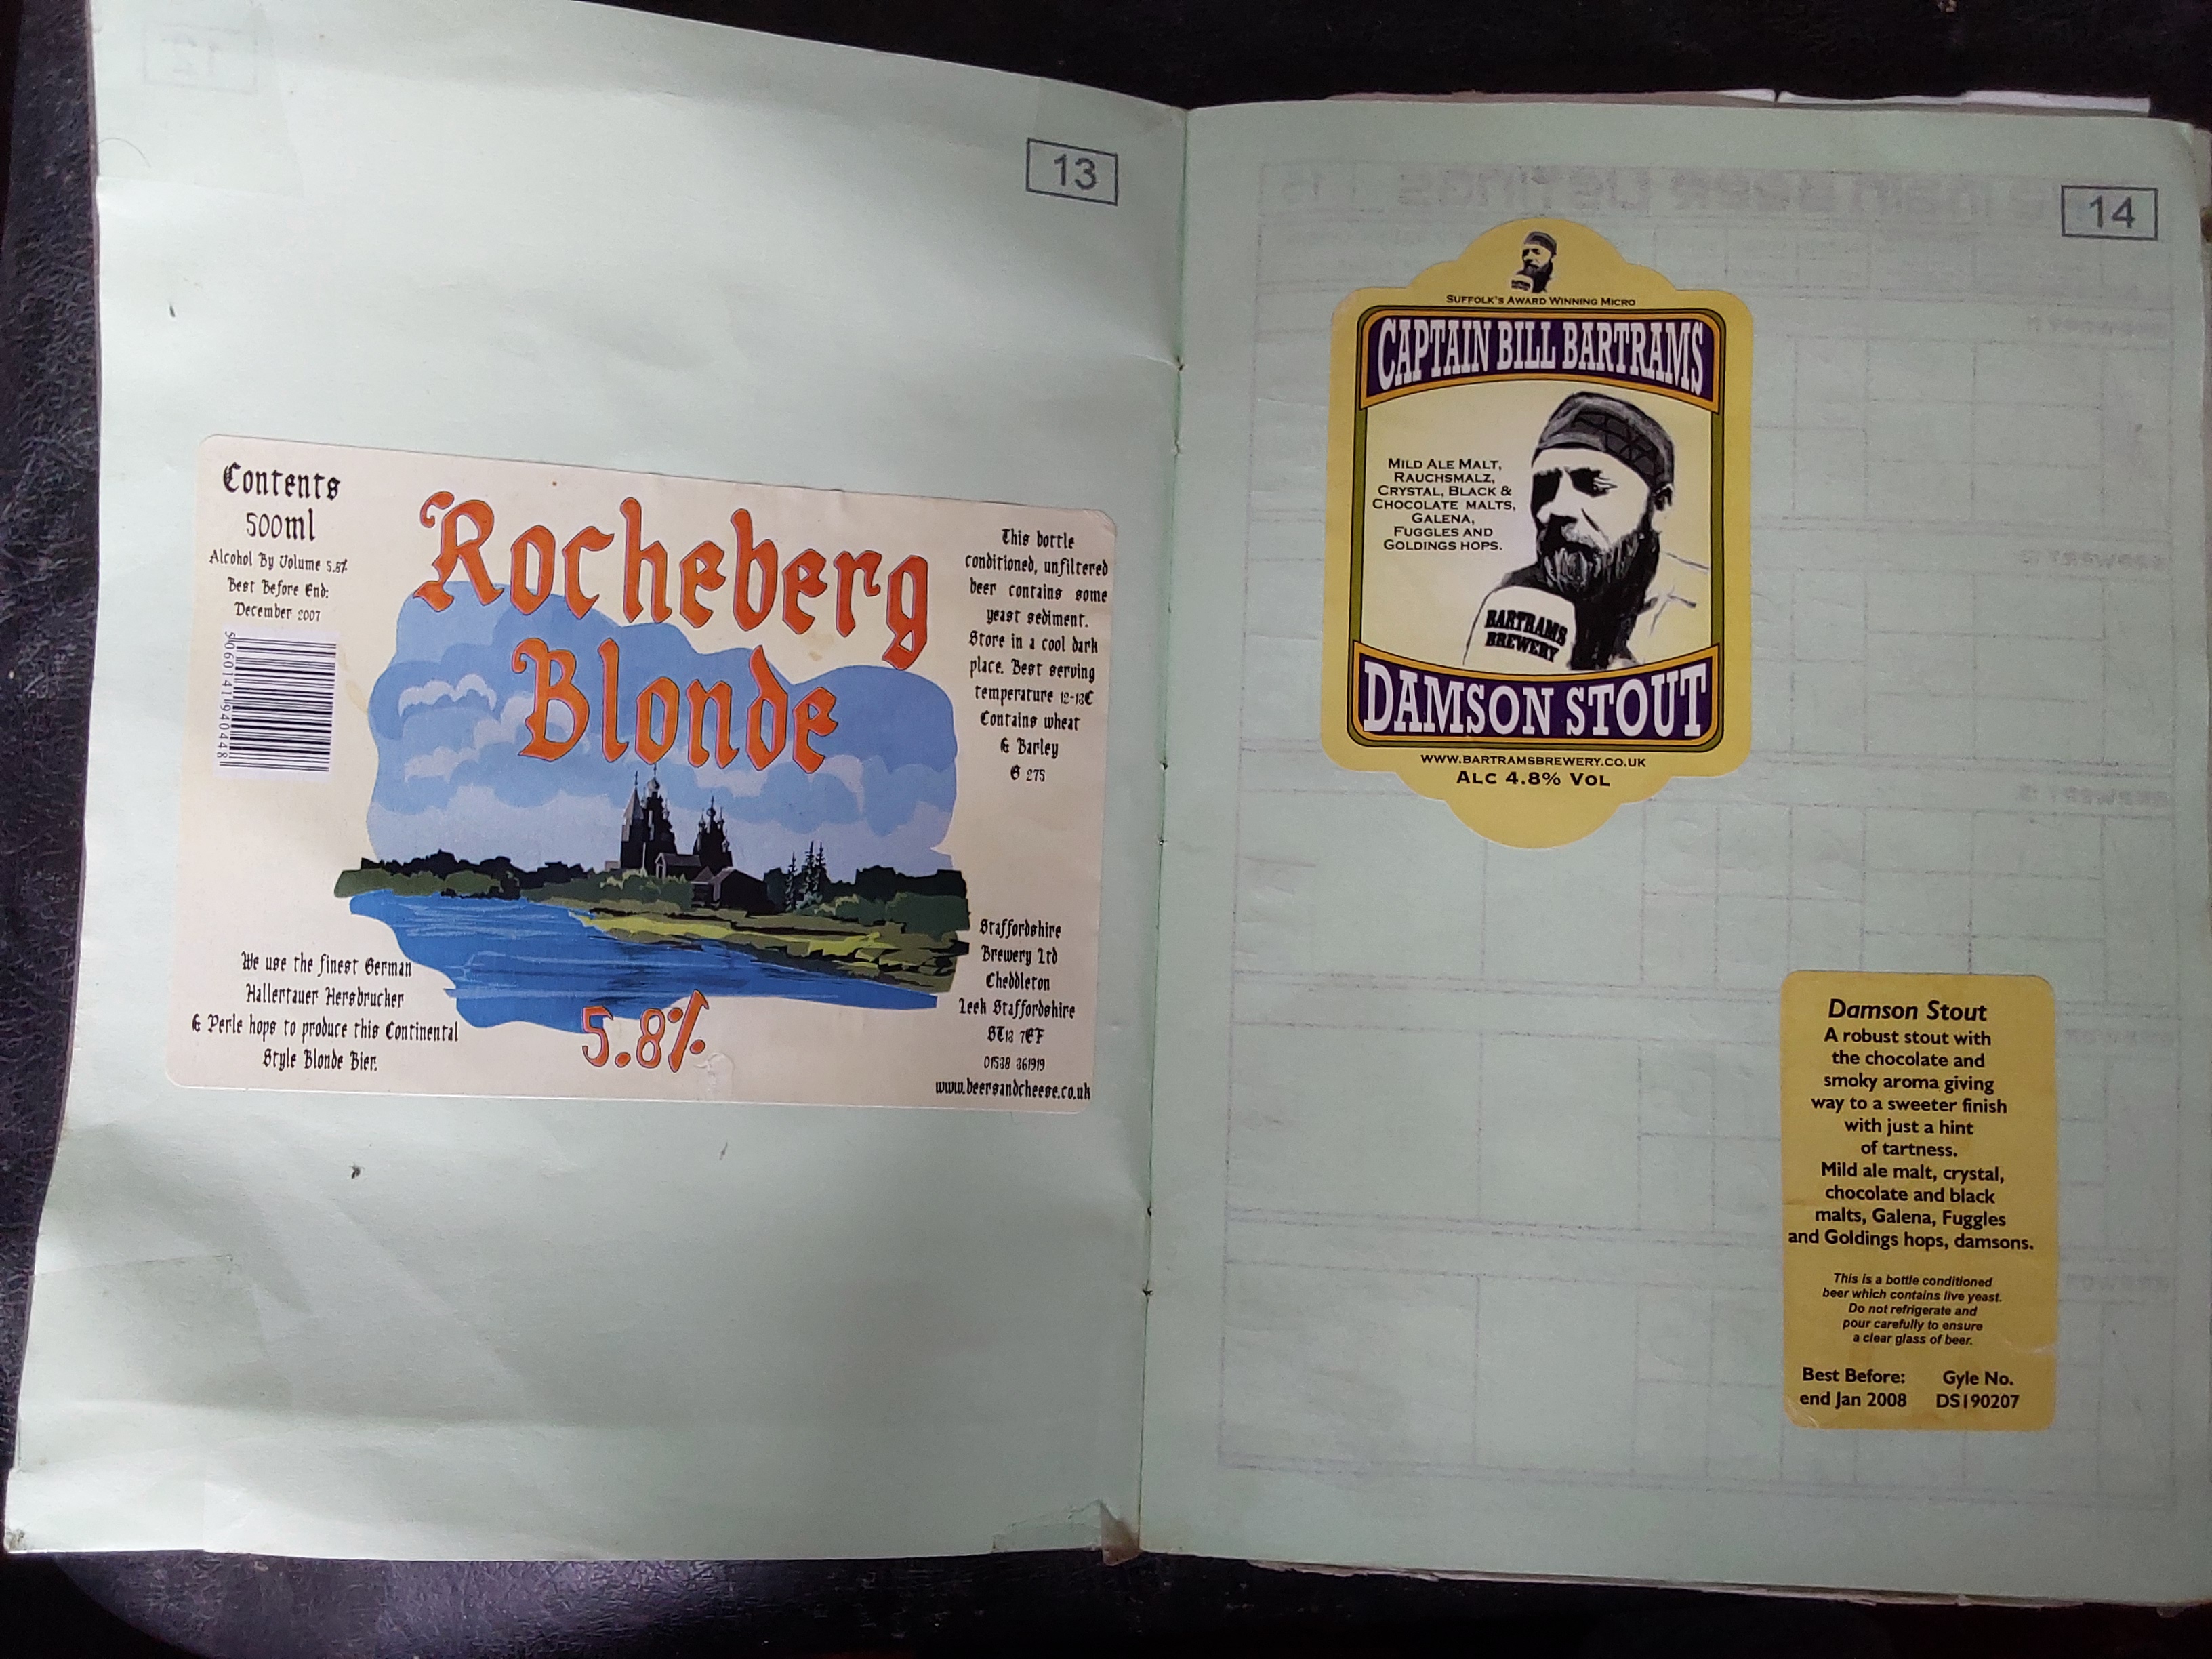 13
Contents
500ml
Alcohol By Volume 5.8%
Best Before End:
December 2007
5060141940448
Rocheberg
Blonde
5.8%
This bottle
conditioned, unfiltered
beer contains some
yeast sediment.
Store in a cool dark
place. Best serving
temperature 12-13C
Contains wheat
& Barley
G 275
We use the finest German
Hallertauer Hersbrucker
& Perle hops to produce this Continental
Style Blonde Bier.
Staffordshire
Brewery Ltd
Cheddleton
Leek Staffordshire
ST13 7EF
01538 361919
www.beersandcheese.co.uk
14
SUFFOLK'S AWARD WINNING MICRO
CAPTAIN BILL BARTRAMS
MILD ALE MALT,
RAUCHSMALZ,
CRYSTAL, BLACK &
CHOCOLATE MALTS,
GALENA,
FUGGLES AND
GOLDINGS HOPS.
BARTRAMS
BREWERY
DAMSON STOUT
WWW.BARTRAMSBREWERY.CO.UK
ALC 4.8% VOL
Damson Stout
A robust stout with
the chocolate and
smoky aroma giving
way to a sweeter finish
with just a hint
of tartness.
Mild ale malt, crystal,
chocolate and black
malts, Galena, Fuggles
and Goldings hops, damsons.
This is a bottle conditioned
beer which contains live yeast.
Do not refrigerate and
pour carefully to ensure
a clear glass of beer.
Best Before: Gyle No.
end Jan 2008 DS190207